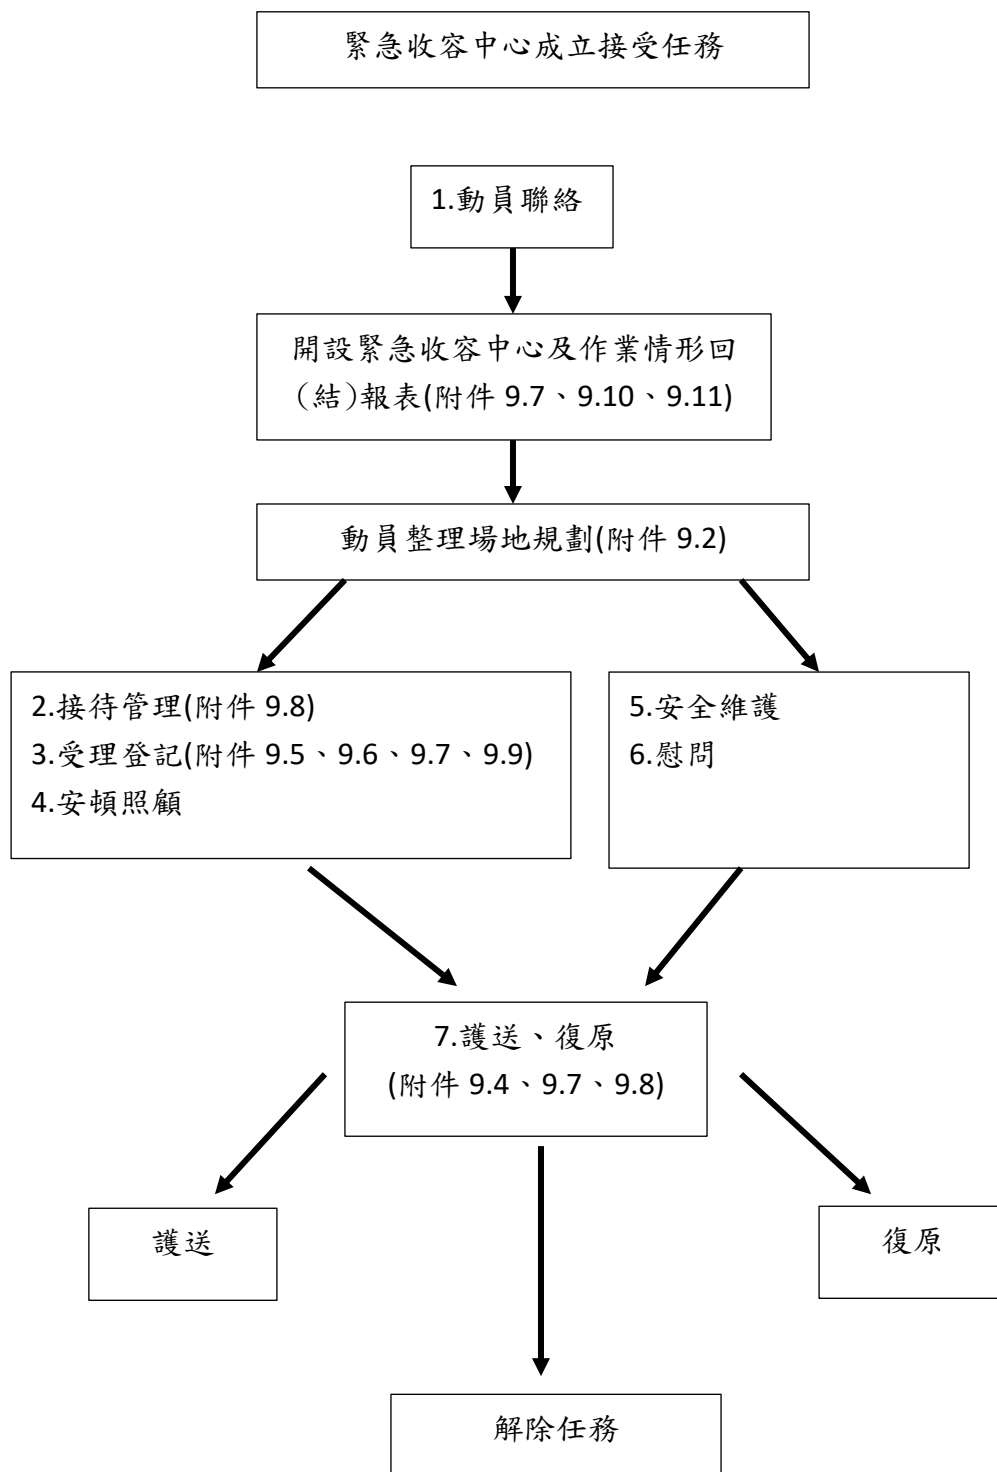 緊急收容中心成立接受任務
1.動員聯絡
開設緊急收容中心及作業情形回
(結)報表(附件 9.7、9.10、9.11)
動員整理場地規劃(附件 9.2)
2.接待管理(附件 9.8)
3.受理登記(附件 9.5、9.6、9.7、9.9)
4.安頓照顧
5.安全維護
6.慰問
7.護送、復原
(附件 9.4、9.7、9.8)
護送
復原
解除任務